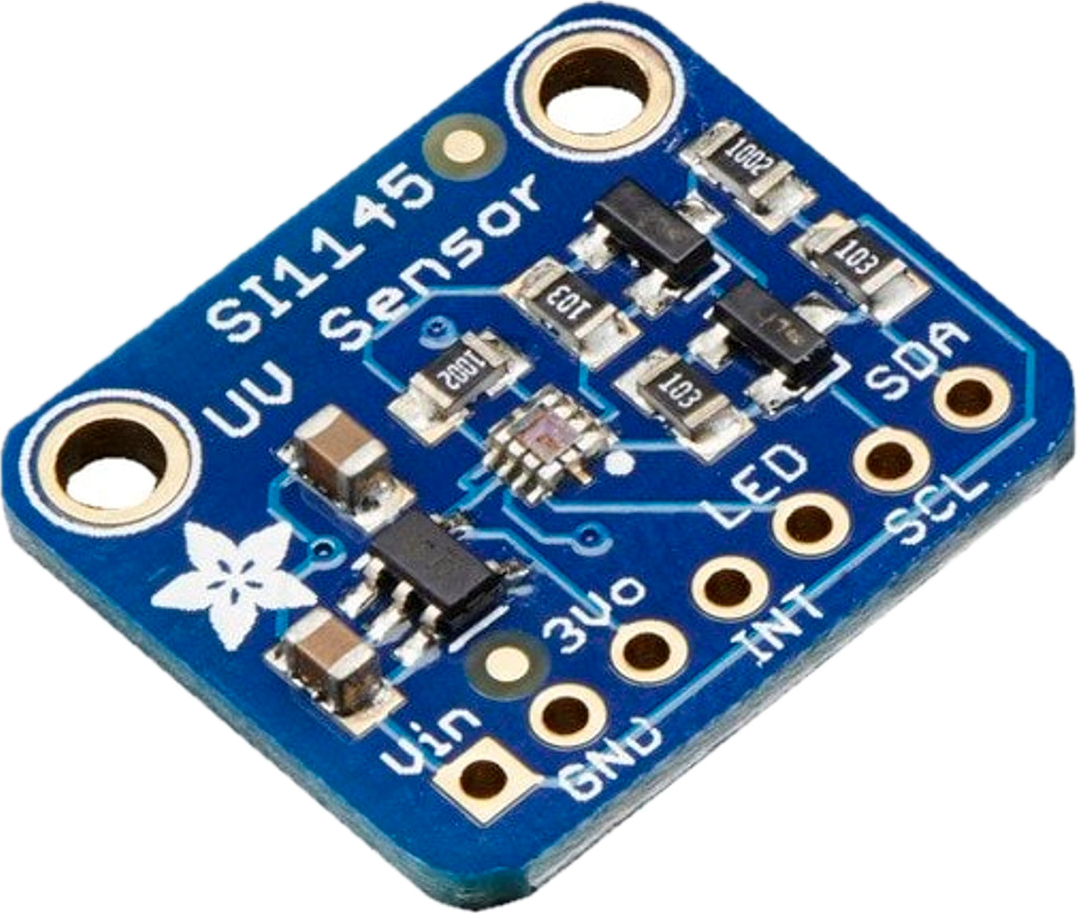 SI1145
UV Sensor
1002
103
103
1002
103
SDA
SCL
LED
INT
3Vo
GND
Vin